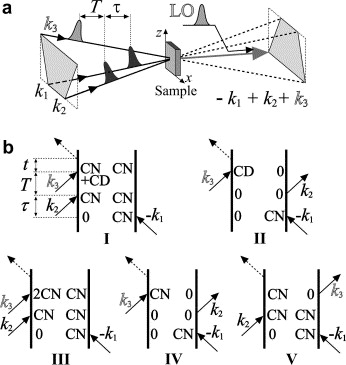 a
k3 T τ LO
z
k1
k2
x
Sample
- k1 + k2 + k3
b
t CN CN CD 0
T k3 +CD k3 k2
τ k2 CN CN 0 0
0 CN -k1 0 CN -k1
I II
2CN CN CN 0 CN 0
k3 k3 k2 k3
k2 CN CN 0 0 k2 CN CN
0 CN -k1 0 CN -k1 0 CN -k1
III IV V